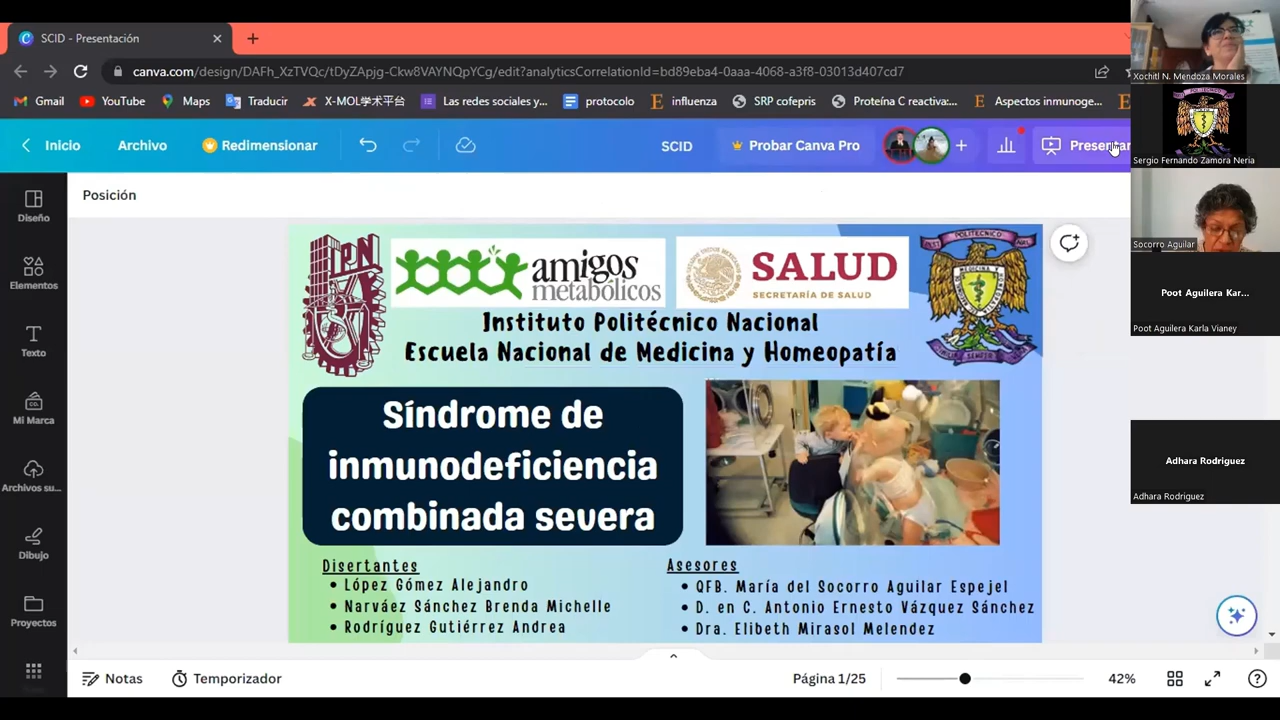 SCID - Presentación
canva.com/design/DAFh_XzTVQc/tDyZApjg-Ckw8VAYNQpYCg/edit?analyticsCorrelationId=bd89eba4-0aaa-4068-a3f8-03013d407cd7
Gmail YouTube Maps Traducir X-MOL学术平台 Las redes sociales y... protocolo influenza SRP cofepris Proteína C reactiva:... Aspectos inmunoge...
Inicio Archivo Redimensionar SCID Probar Canva Pro Presentar
Posición
Diseño
Elementos
Texto
Mi Marca
Archivos su...
Dibujo
Proyectos
IPN
amigos
metabólicos
SALUD
SECRETARÍA DE SALUD
POLITÉCNICO
Instituto Politécnico Nacional
Escuela Nacional de Medicina y Homeopatía
Síndrome de
inmunodeficiencia
combinada severa
Disertantes
• López Gómez Alejandro
• Narváez Sánchez Brenda Michelle
• Rodríguez Gutiérrez Andrea
Asesores
• QFB. María del Socorro Aguilar Espejel
• D. en C. Antonio Ernesto Vázquez Sánchez
• Dra. Elibeth Mirasol Melendez
Notas Temporizador Página 1/25 42%
Xochitl N. Mendoza Morales
Sergio Fernando Zamora Neria
Socorro Aguilar
Poot Aguilera Kar...
Poot Aguilera Karla Vianey
Adhara Rodriguez
Adhara Rodriguez